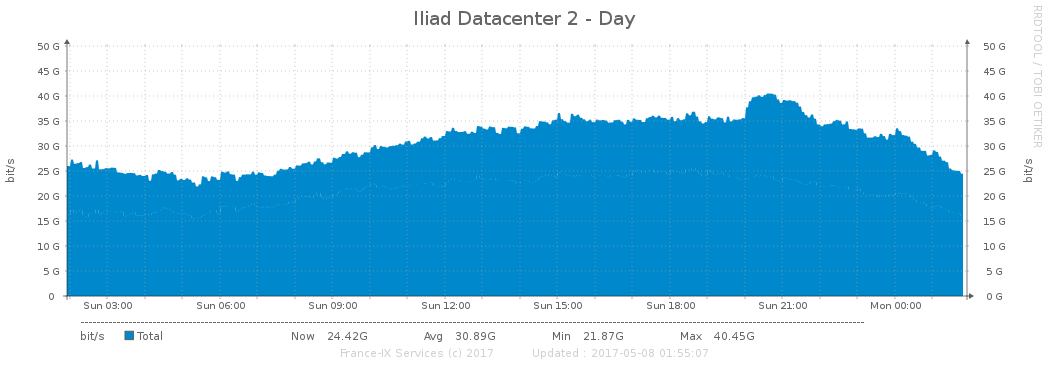 Iliad Datacenter 2 - Day
RRDTOOL / TOBI OETIKER
50 G 50 G
45 G 45 G
40 G 40 G
35 G 35 G
30 G 30 G
25 G 25 G
20 G 20 G
15 G 15 G
10 G 10 G
5 G 5 G
0 0 G
bit/s bit/s
Sun 03:00 Sun 06:00 Sun 09:00 Sun 12:00 Sun 15:00 Sun 18:00 Sun 21:00 Mon 00:00
bit/s Total Now 24.42G Avg 30.89G Min 21.87G Max 40.45G
France-IX Services (c) 2017 Updated : 2017-05-08 01:55:07